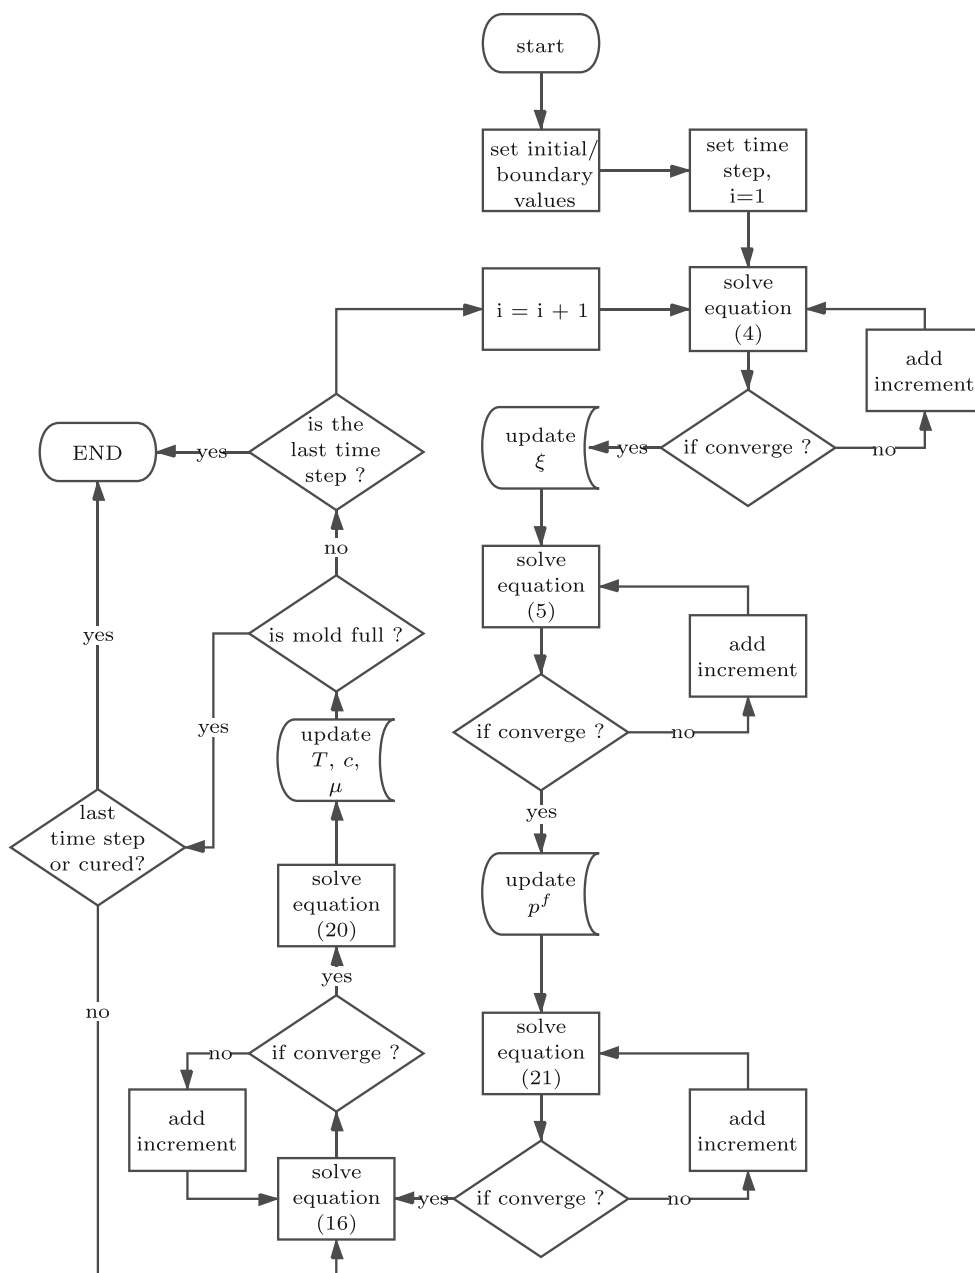 start
set initial/
boundary
values
set time
step,
i=1
solve
equation
(4)
i = i + 1
add
increment
if converge ?
no
yes
update
ξ
is the
last time
step ?
yes
END
solve
equation
(5)
add
increment
if converge ?
no
yes
no
is mold full ?
yes
yes
update
T, c,
μ
last
time step
or cured?
no
update
p^f
solve
equation
(20)
yes
if converge ?
no
add
increment
solve
equation
(16)
solve
equation
(21)
add
increment
if converge ?
no
yes